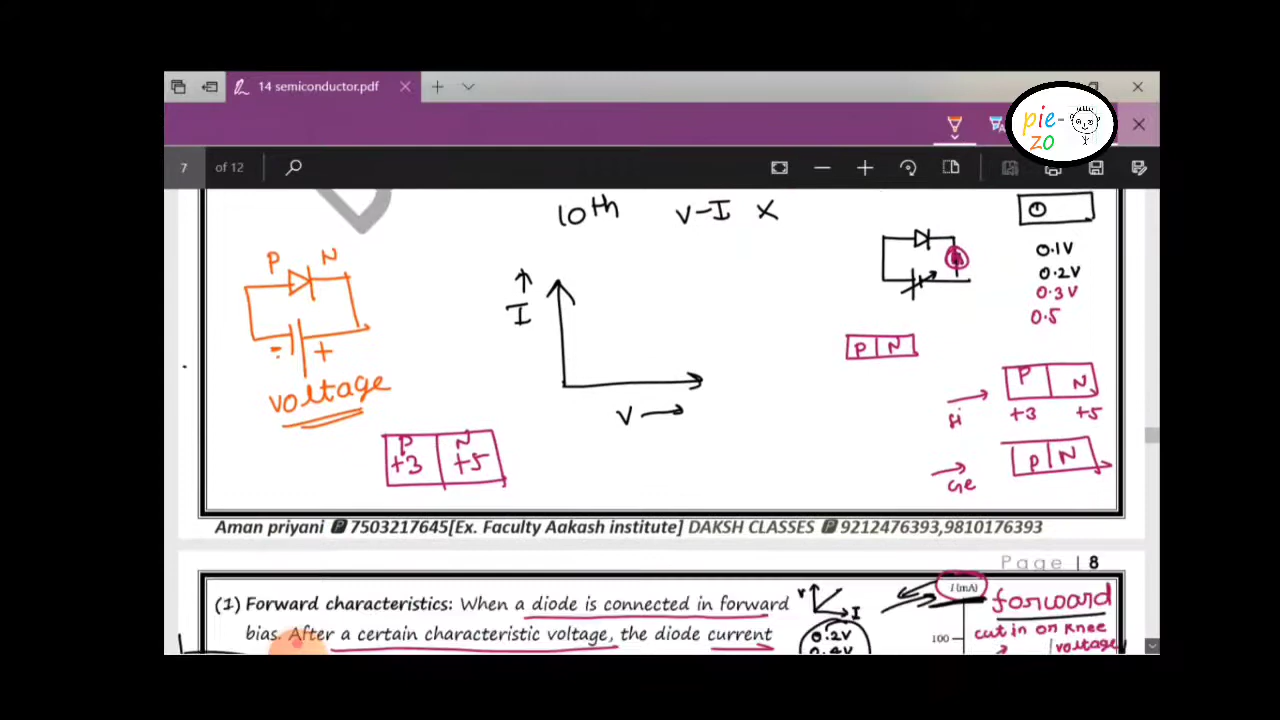 14 semiconductor.pdf
pie-
zo
7 of 12
10th V-I X
P N
- +
voltage
I
V
P N
+3 +5
0.1V
0.2V
0.3V
0.5
P N
Si
P N
+3 +5
Ge
P N
Aman priyani 🅿 7503217645[Ex. Faculty Aakash institute] DAKSH CLASSES 🅿 9212476393,9810176393
Page | 8
(1) Forward characteristics: When a diode is connected in forward
bias. After a certain characteristic voltage, the diode current
V
I
0.2V
I (mA)
100
forward
cut in or Knee
voltage